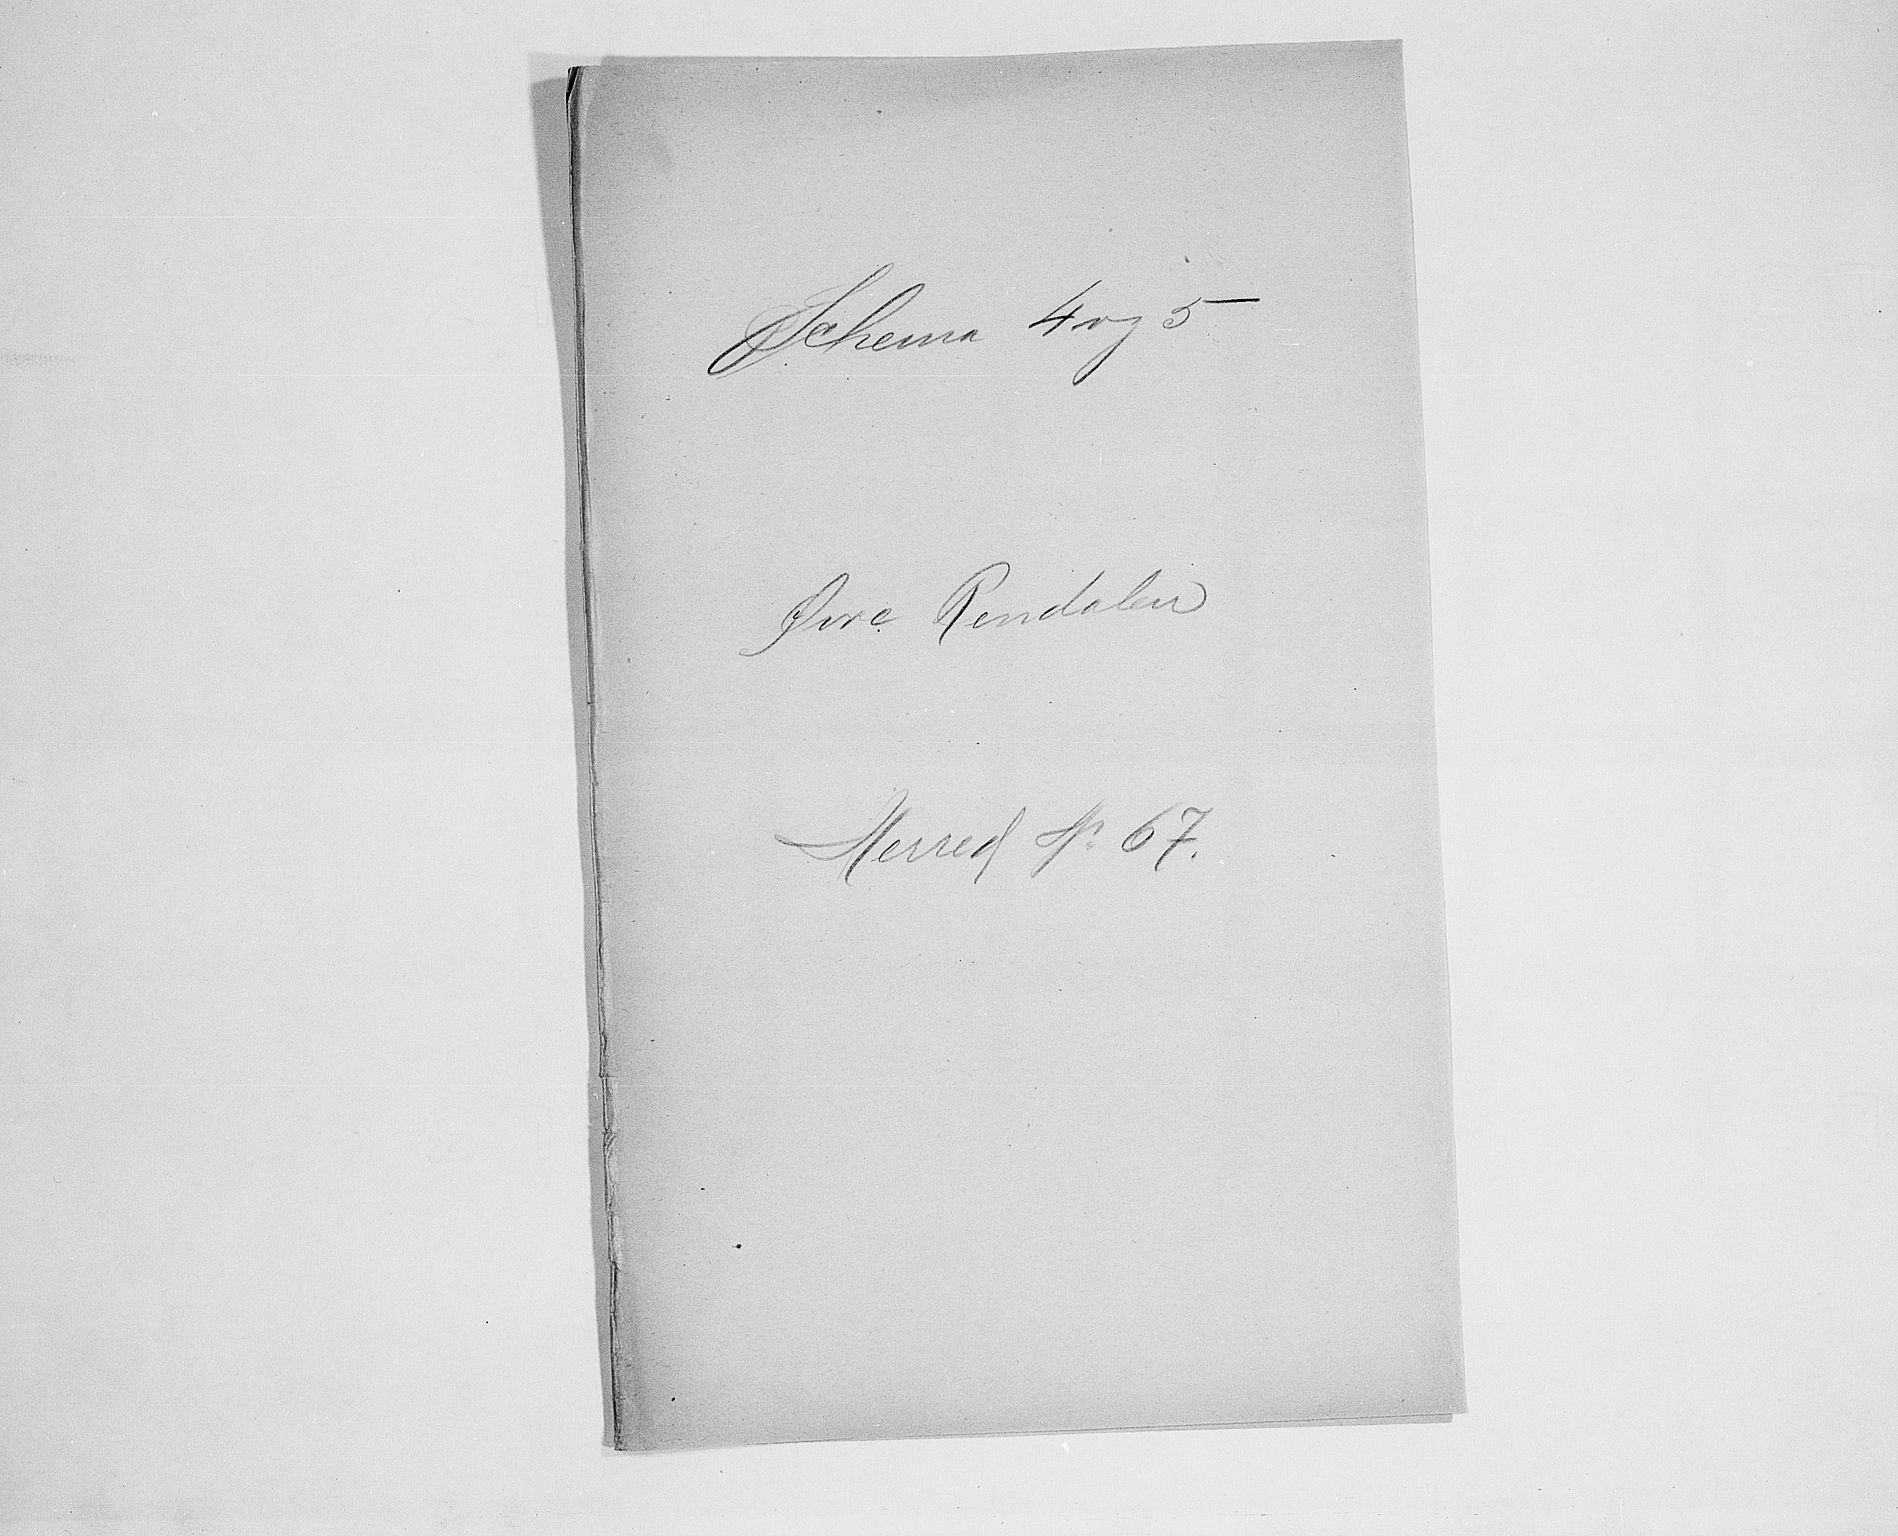 Schema 4 og 5
Øvre Rendalen
Herred No 67.